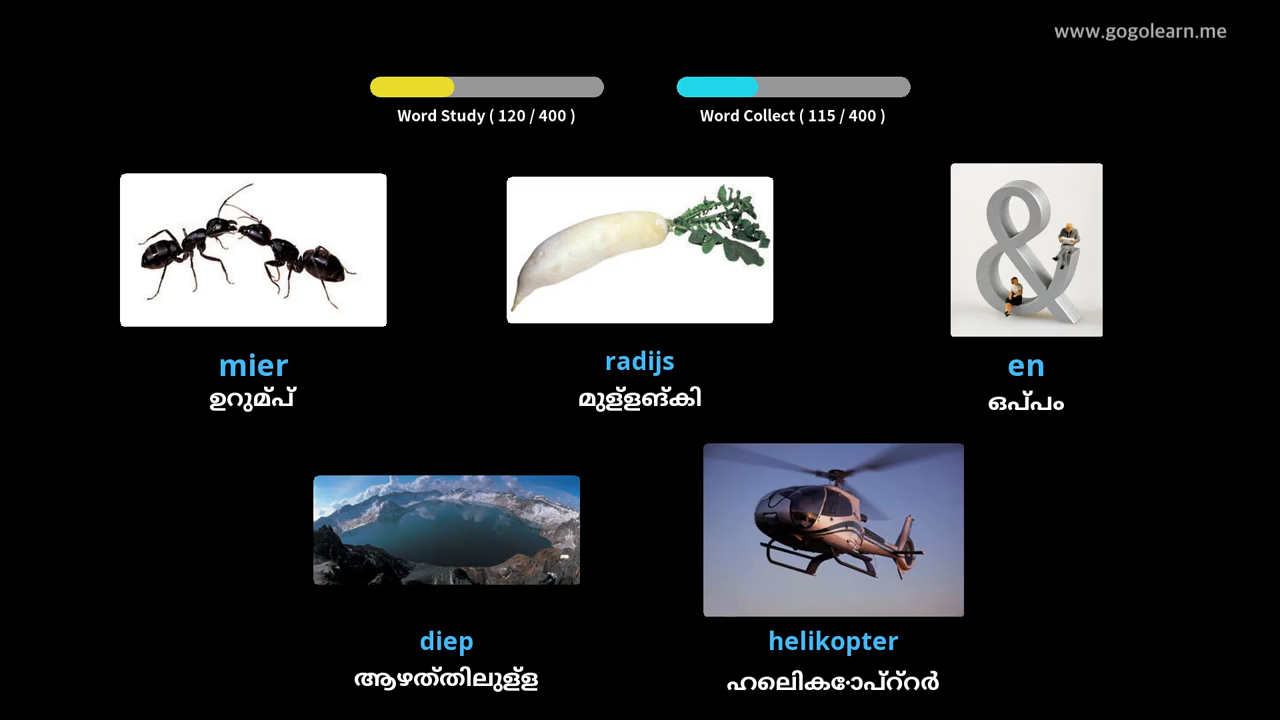 www.gogolearn.me
Word Study ( 120 / 400 )
Word Collect ( 115 / 400 )
mier
ഉറുമ്പ്
radijs
മുള്ളങ്കി
en
ഒപ്പം
diep
ആഴത്തിലുള്ള
helikopter
ഹെലികോപ്റ്റർ